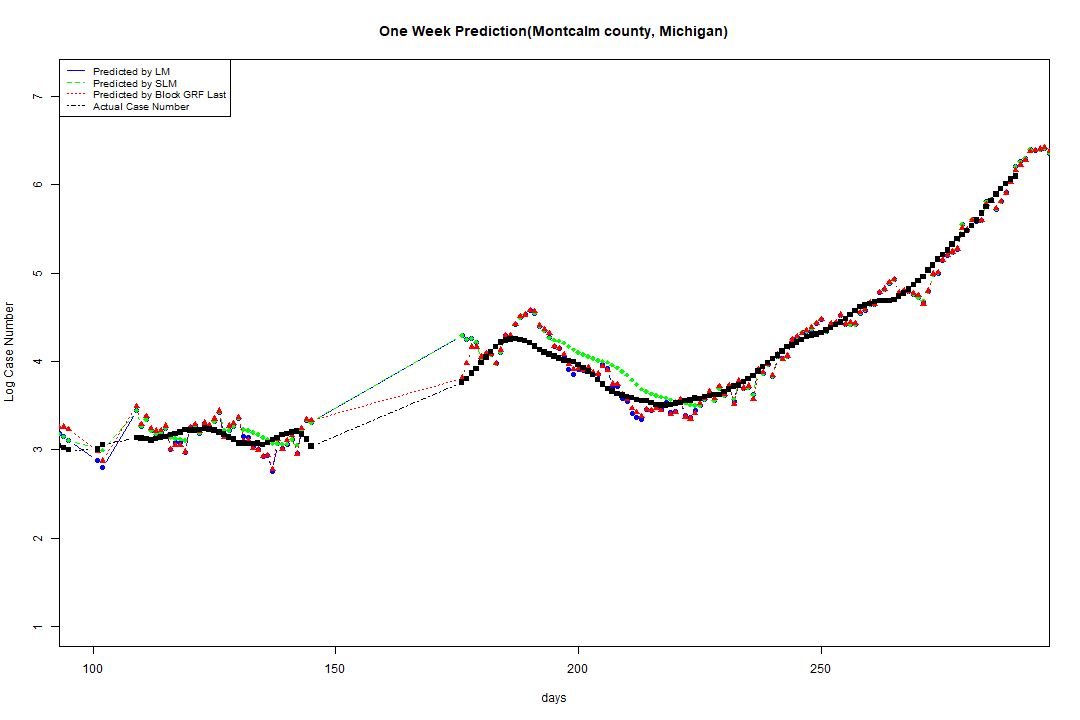 One Week Prediction(Montcalm county, Michigan)
Predicted by LM
Predicted by SLM
Predicted by Block GRF Last
Actual Case Number
7
6
5
4
3
2
1
Log Case Number
100 150 200 250
days